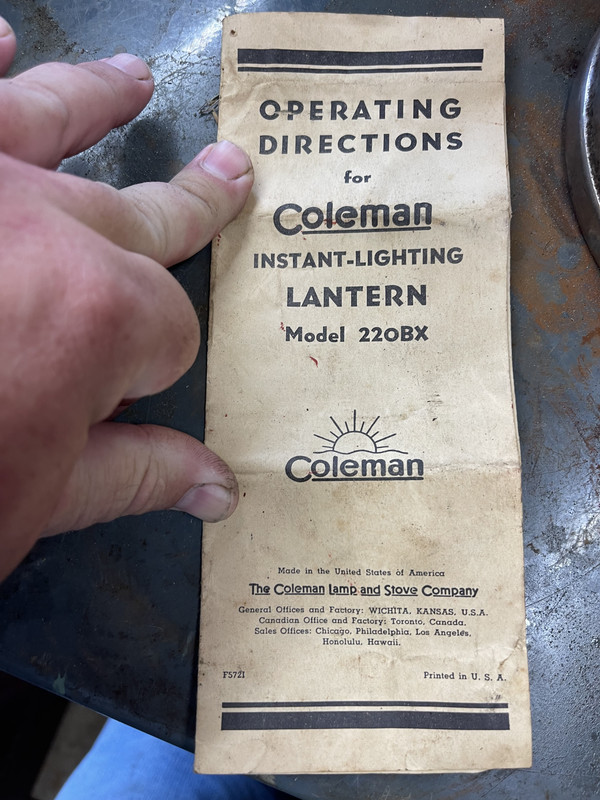 OPERATING
DIRECTIONS
for
Coleman
INSTANT-LIGHTING
LANTERN
Model 220BX
Coleman
Made in the United States of America
The Coleman Lamp and Stove Company
General Offices and Factory: WICHITA, KANSAS, U.S.A.
Canadian Office and Factory: Toronto, Canada.
Sales Offices: Chicago, Philadelphia, Los Angeles,
Honolulu, Hawaii.
F5721 Printed in U. S. A.